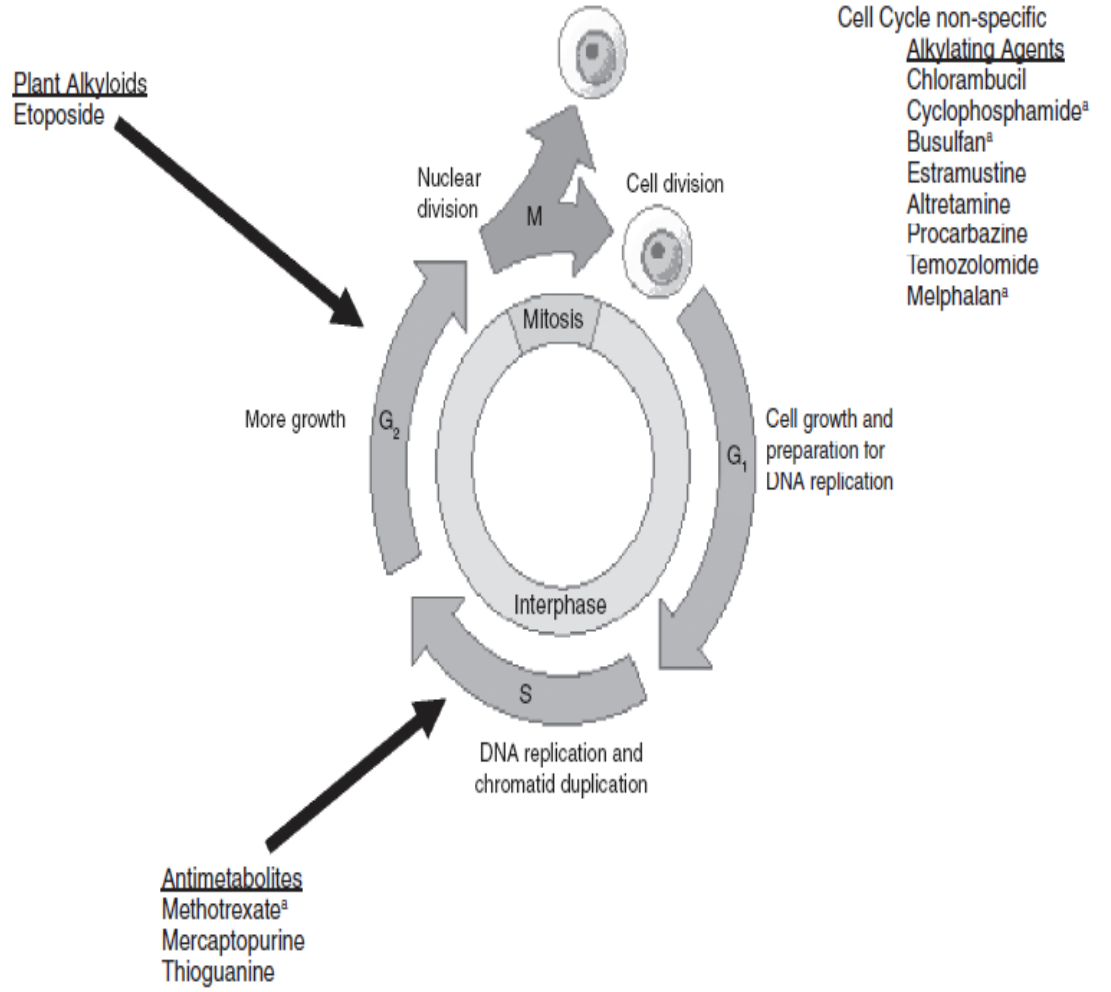 Cell Cycle non-specific
Alkylating Agents
Chlorambucil
Cyclophosphamideᵃ
Busulfanᵃ
Estramustine
Altretamine
Procarbazine
Temozolomide
Melphalanᵃ
Plant Alkyloids
Etoposide
Nuclear
division
M
Cell division
Mitosis
More growth
G₂
G₁
Cell growth and
preparation for
DNA replication
Interphase
S
DNA replication and
chromatid duplication
Antimetabolites
Methotrexateᵃ
Mercaptopurine
Thioguanine